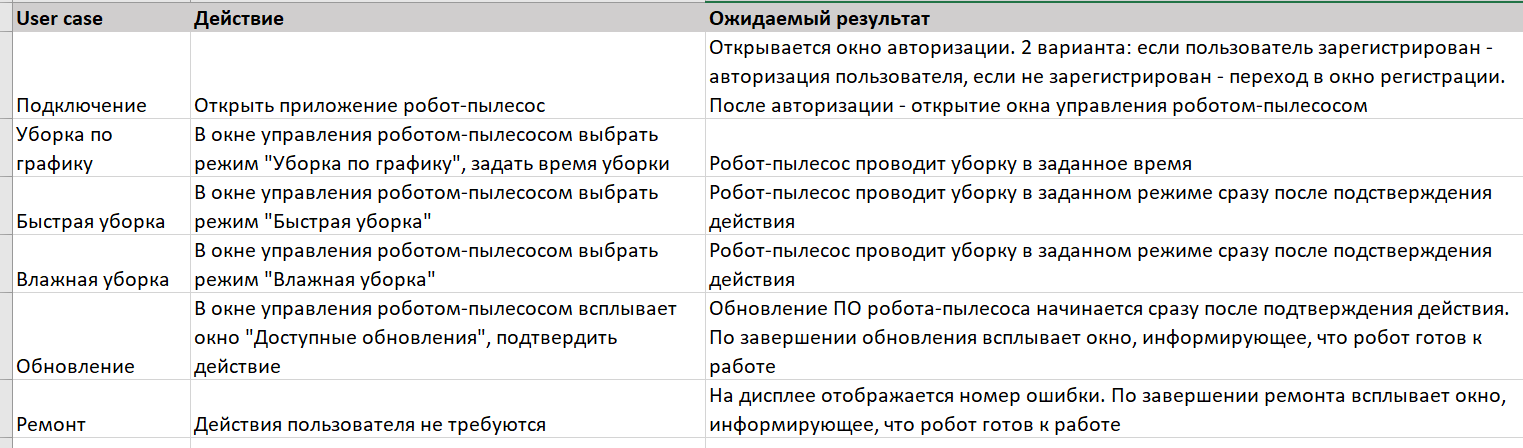 User case Действие Ожидаемый результат
Открывается окно авторизации. 2 варианта: если пользователь зарегистрирован -
авторизация пользователя, если не зарегистрирован - переход в окно регистрации.
Подключение Открыть приложение робот-пылесос После авторизации - открытие окна управления роботом-пылесосом
Уборка по В окне управления роботом-пылесосом выбрать
графику режим "Уборка по графику", задать время уборки Робот-пылесос проводит уборку в заданное время
В окне управления роботом-пылесосом выбрать Робот-пылесос проводит уборку в заданном режиме сразу после подстверждения
Быстрая уборка режим "Быстрая уборка" действия
В окне управления роботом-пылесосом выбрать Робот-пылесос проводит уборку в заданном режиме сразу после подстверждения
Влажная уборка режим "Влажная уборка" действия
В окне управления роботом-пылесосом всплывает Обновление ПО робота-пылесоса начинается сразу после подтверждения действия.
окно "Доступные обновления", подтвердить По завершении обновления всплывает окно, информирующее, что робот готов к
Обновление действие работе
На дисплее отображается номер ошибки. По завершении ремонта всплывает окно,
Ремонт Действия пользователя не требуются информирующее, что робот готов к работе